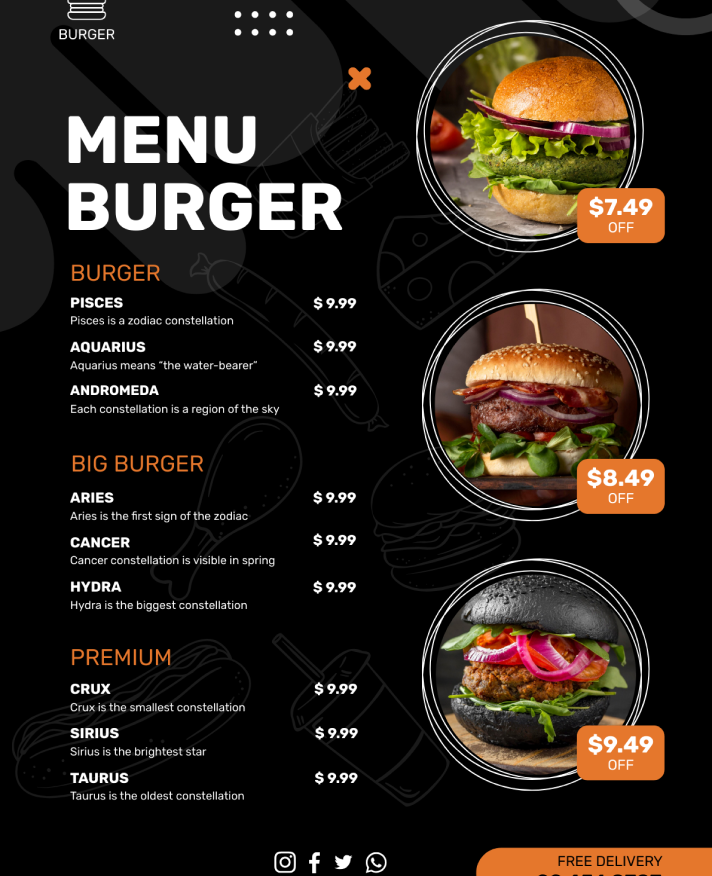 BURGER
MENU
BURGER
BURGER
PISCES $ 9.99
Pisces is a zodiac constellation
AQUARIUS $ 9.99
Aquarius means “the water-bearer”
ANDROMEDA $ 9.99
Each constellation is a region of the sky
BIG BURGER
ARIES $ 9.99
Aries is the first sign of the zodiac
CANCER $ 9.99
Cancer constellation is visible in spring
HYDRA $ 9.99
Hydra is the biggest constellation
PREMIUM
CRUX $ 9.99
Crux is the smallest constellation
SIRIUS $ 9.99
Sirius is the brightest star
TAURUS $ 9.99
Taurus is the oldest constellation
$7.49
OFF
$8.49
OFF
$9.49
OFF
FREE DELIVERY